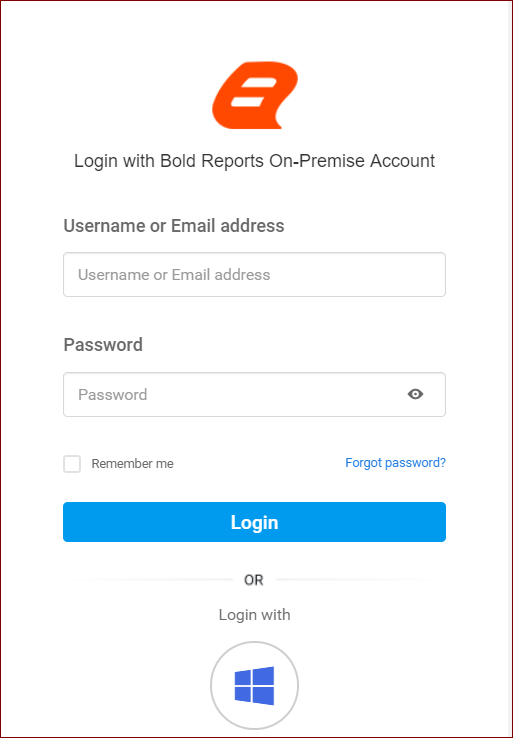 Login with Bold Reports On-Premise Account
Username or Email address
Username or Email address
Password
Password
Remember me
Forgot password?
Login
OR
Login with